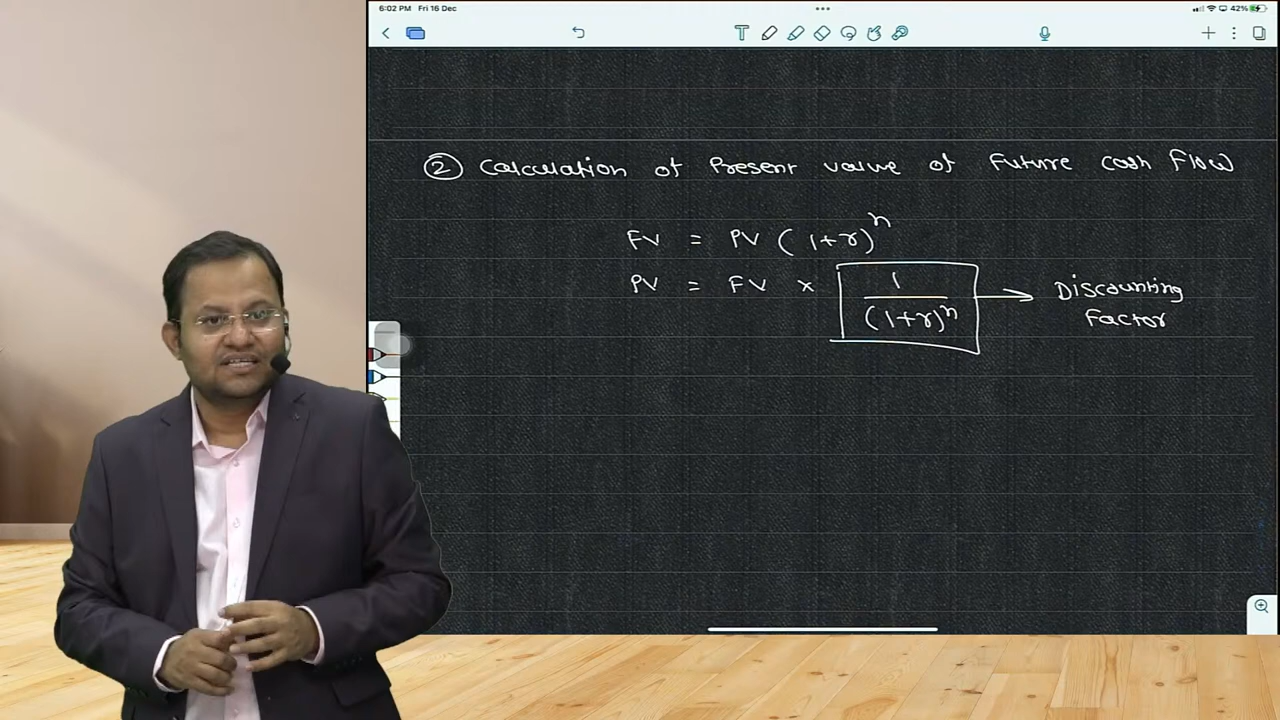 6:02 PM Fri 16 Dec
42%
② Calculation of Present value of Future Cash Flow
FV = PV (1+r)^n
PV = FV × 1/(1+r)^n → Discounting Factor